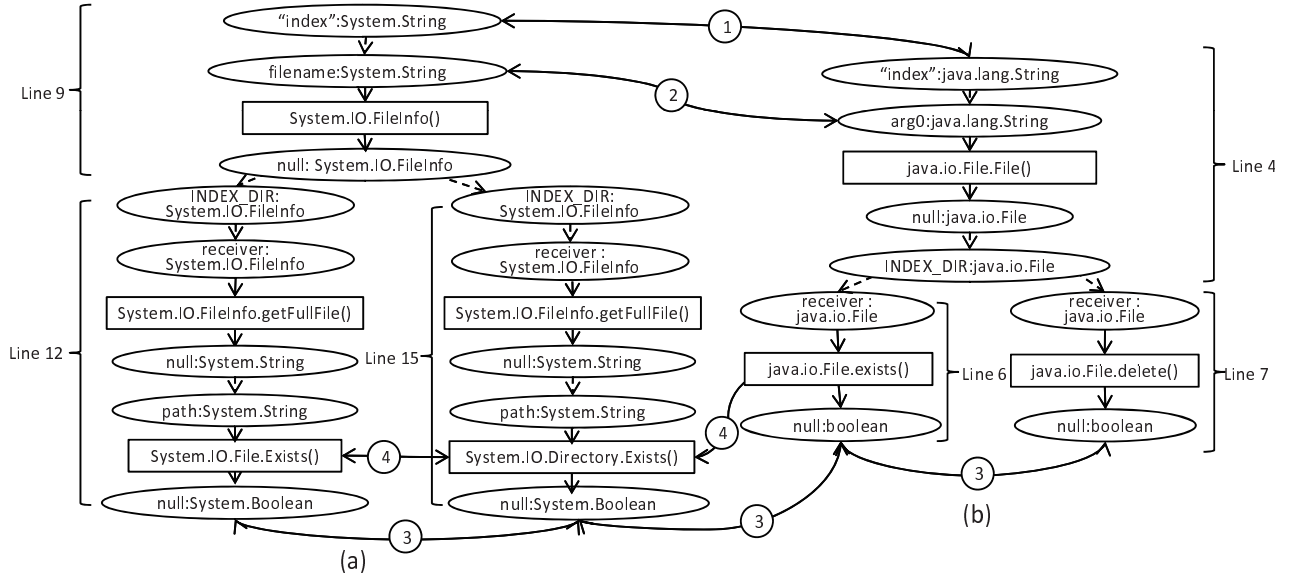 "index":System.String
1
filename:System.String
Line 9
2
System.IO.FileInfo()
null: System.IO.FileInfo
INDEX_DIR:
System.IO.FileInfo
receiver:
System.IO.FileInfo
System.IO.FileInfo.getFullFile()
Line 12
null:System.String
path:System.String
System.IO.File.Exists()
null:System.Boolean
INDEX_DIR:
System.IO.FileInfo
receiver :
System.IO.FileInfo
System.IO.FileInfo.getFullFile()
Line 15
null:System.String
path:System.String
4
System.IO.Directory.Exists()
null:System.Boolean
3
(a)
"index":java.lang.String
arg0:java.lang.String
java.io.File.File()
Line 4
null:java.io.File
INDEX_DIR:java.io.File
receiver :
java.io.File
java.io.File.exists()
Line 6
null:boolean
4
3
receiver :
java.io.File
java.io.File.delete()
Line 7
null:boolean
3
(b)